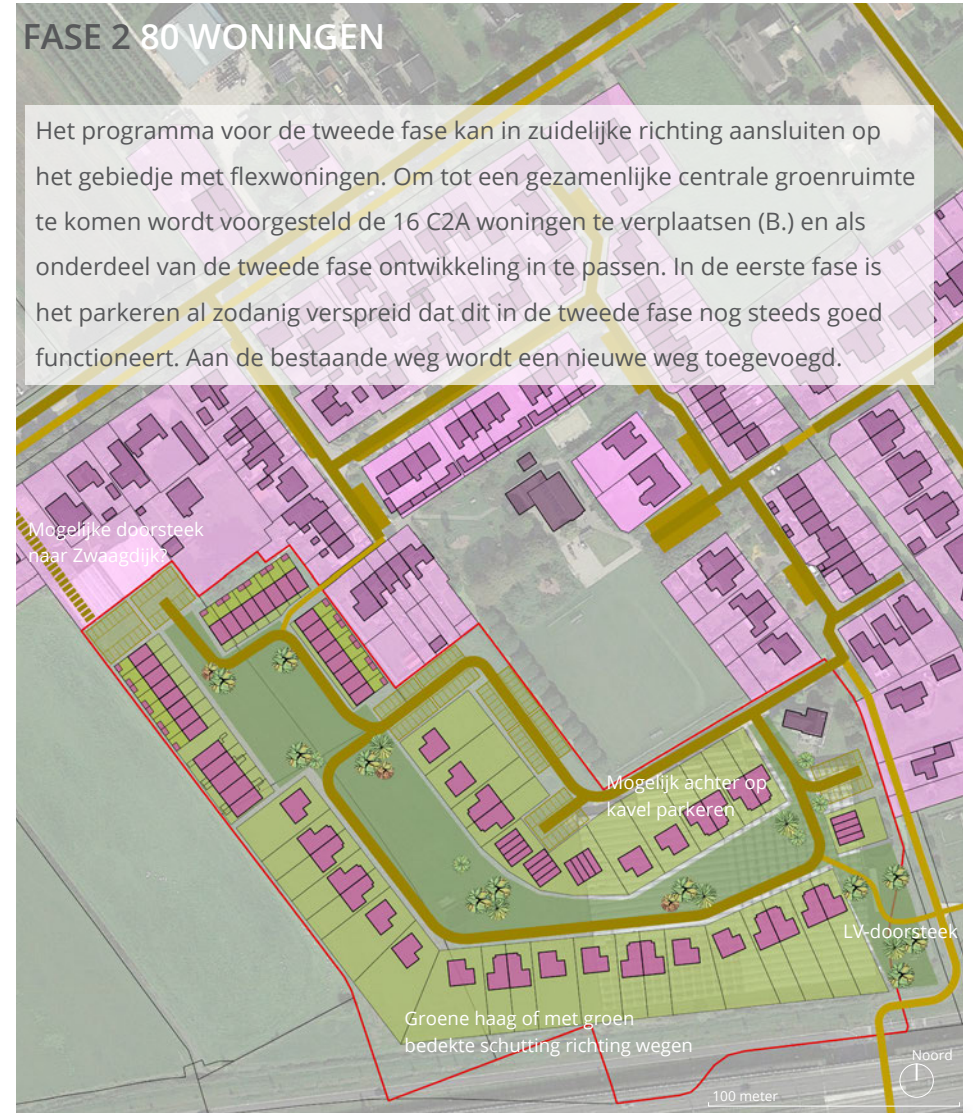 FASE 2 80 WONINGEN
Het programma voor de tweede fase kan in zuidelijke richting aansluiten op
het gebiedje met flexwoningen. Om tot een gezamenlijke centrale groenruimte
te komen wordt voorgesteld de 16 C2A woningen te verplaatsen (B.) en als
onderdeel van de tweede fase ontwikkeling in te passen. In de eerste fase is
het parkeren al zodanig verspreid dat dit in de tweede fase nog steeds goed
functioneert. Aan de bestaande weg wordt een nieuwe weg toegevoegd.
Mogelijke doorsteek
naar Zwaagdijk?
Mogelijk achter op
kavel parkeren
LV-doorsteek
Groene haag of met groen
bedekte schutting richting wegen
Noord
100 meter